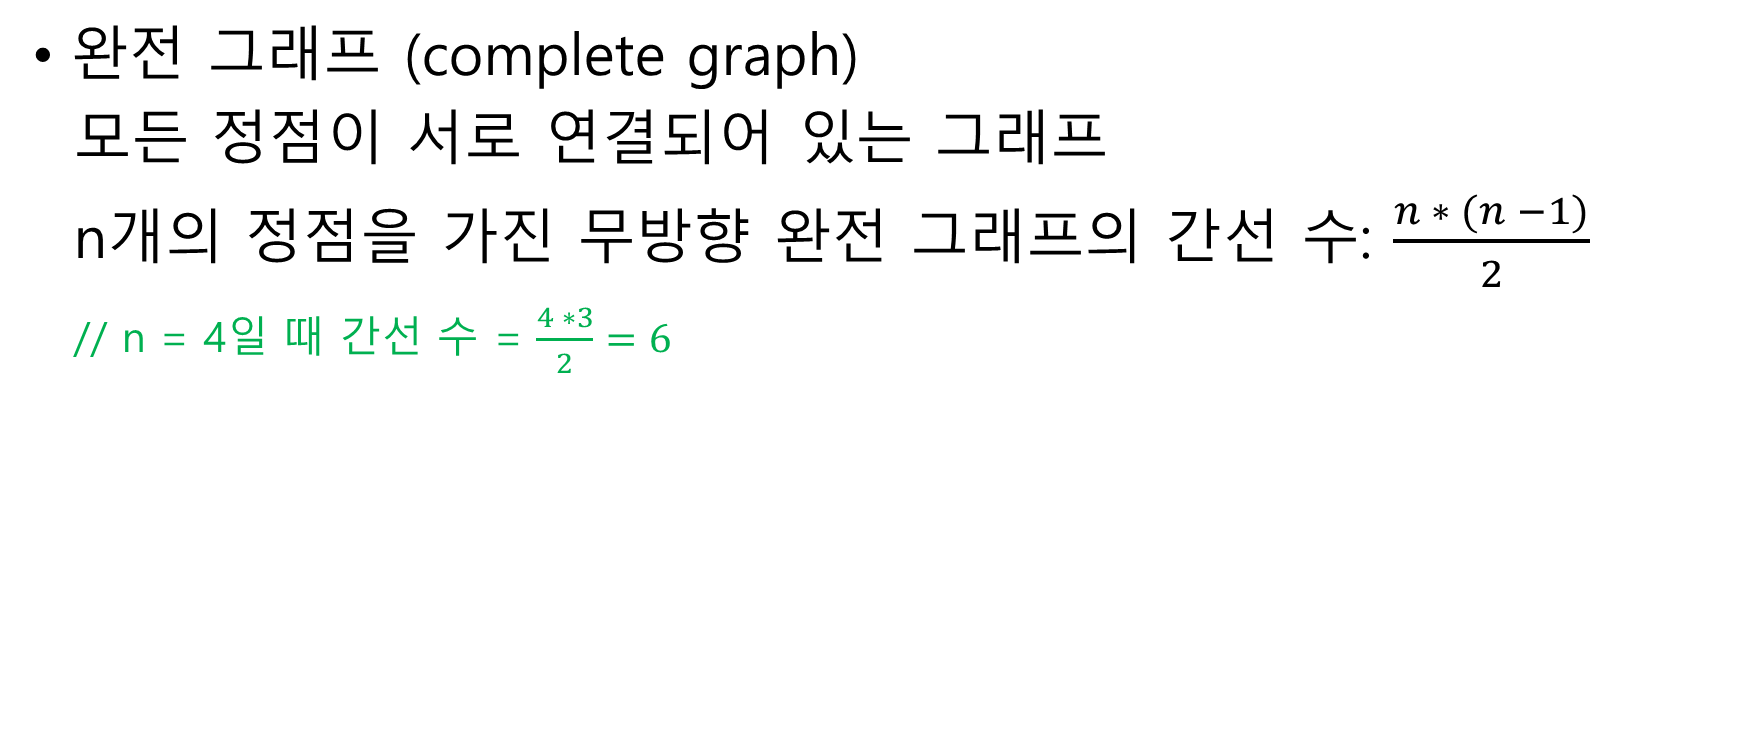 • 완전 그래프 (complete graph)
모든 정점이 서로 연결되어 있는 그래프
n개의 정점을 가진 무방향 완전 그래프의 간선 수: \frac{n * (n - 1)}{2}
// n = 4일 때 간선 수 = \frac{4 * 3}{2} = 6